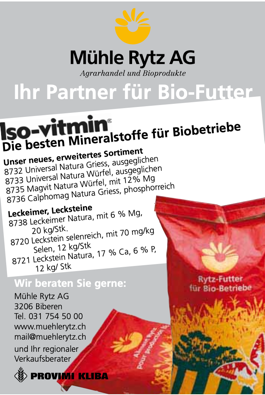 Mühle Rytz AG
Agrarhandel und Bioprodukte
Ihr Partner für Bio-Futter
Iso-vitmin®
Die besten Mineralstoffe für Biobetriebe
Unser neues, erweitertes Sortiment
8732 Universal Natura Griess, ausgeglichen
8733 Universal Natura Würfel, ausgeglichen
8735 Magvit Natura Würfel, mit 12% Mg
8736 Calphomag Natura Griess, phosphorreich
Leckeimer, Lecksteine
8738 Leckeimer Natura, mit 6 % Mg,
20 kg/Stk.
8720 Leckstein selenreich, mit 70 mg/kg
Selen, 12 kg/Stk
8721 Leckstein Natura, 17 % Ca, 6 % P,
12 kg/ Stk
Wir beraten Sie gerne:
Mühle Rytz AG
3206 Biberen
Tel. 031 754 50 00
www.muehlerytz.ch
mail@muehlerytz.ch
und Ihr regionaler
Verkaufsberater
PROVIMI KLIBA
Rytz-Futter
für Bio-Betriebe